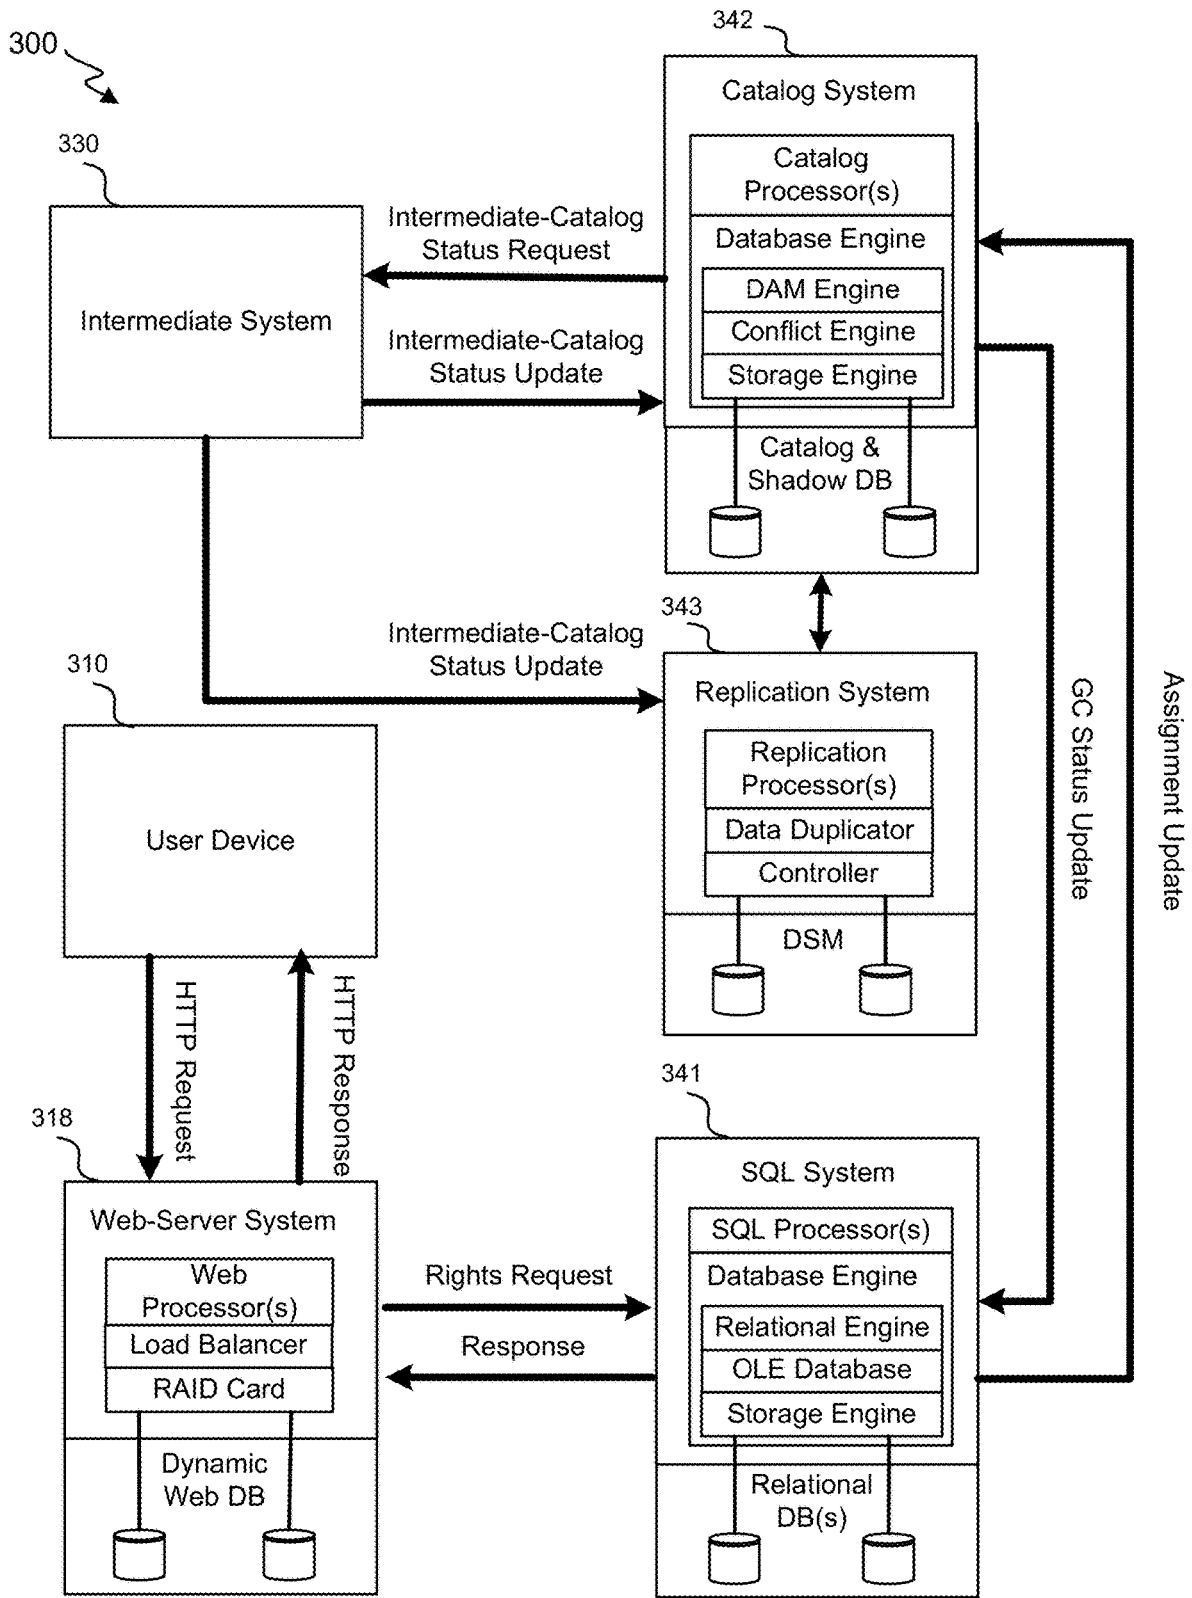 300
342
Catalog System
Catalog
Processor(s)
Database Engine
DAM Engine
Conflict Engine
Storage Engine
Catalog &
Shadow DB
330
Intermediate System
Intermediate-Catalog
Status Request
Intermediate-Catalog
Status Update
Intermediate-Catalog
Status Update
343
Replication System
Replication
Processor(s)
Data Duplicator
Controller
DSM
GC Status Update
Assignment Update
310
User Device
HTTP Request
HTTP Response
318
Web-Server System
Web
Processor(s)
Load Balancer
RAID Card
Dynamic
Web DB
Rights Request
Response
341
SQL System
SQL Processor(s)
Database Engine
Relational Engine
OLE Database
Storage Engine
Relational
DB(s)